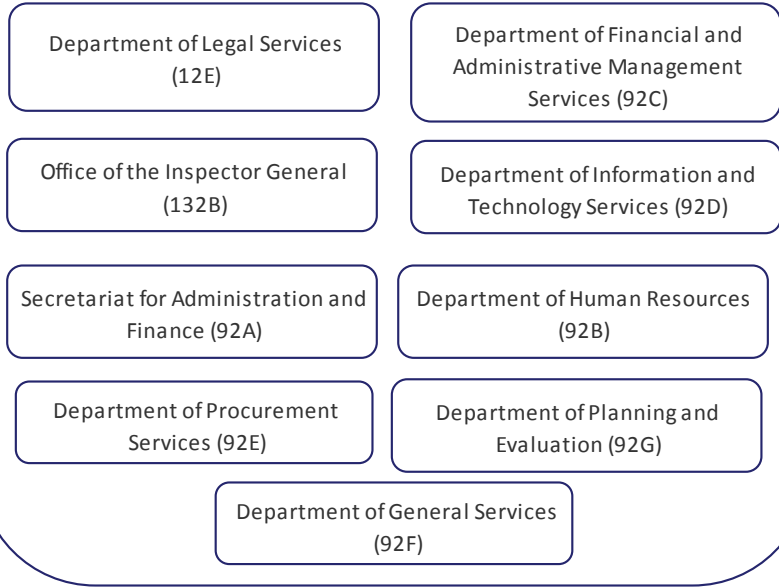 Department of Legal Services
(12E)
Department of Financial and
Administrative Management
Services (92C)
Office of the Inspector General
(132B)
Department of Information and
Technology Services (92D)
Secretariat for Administration and
Finance (92A)
Department of Human Resources
(92B)
Department of Procurement
Services (92E)
Department of Planning and
Evaluation (92G)
Department of General Services
(92F)